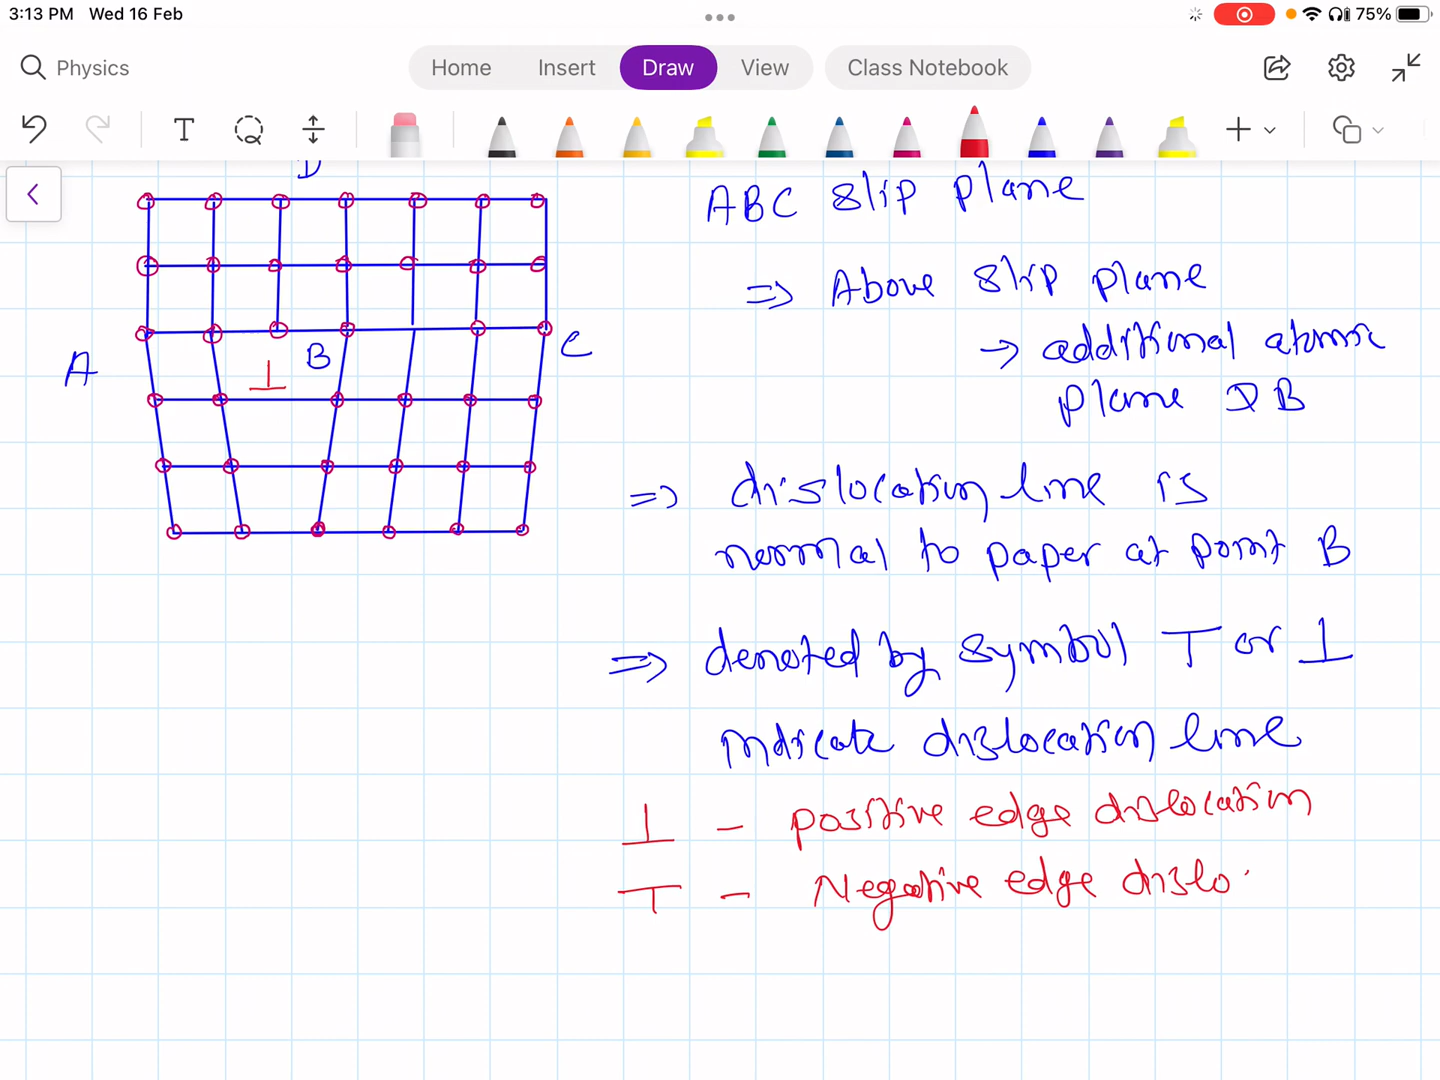 3:13 PM Wed 16 Feb
75%
Physics
Home Insert Draw View Class Notebook
T
D
A
B
C
⊥
ABC slip plane
⇒ Above slip plane
→ additional atomic
plane DB
⇒ dislocation line is
normal to paper at point B
⇒ denoted by symbol T or ⊥
indicate dislocation line
⊥ - positive edge dislocation
T - Negative edge dislo